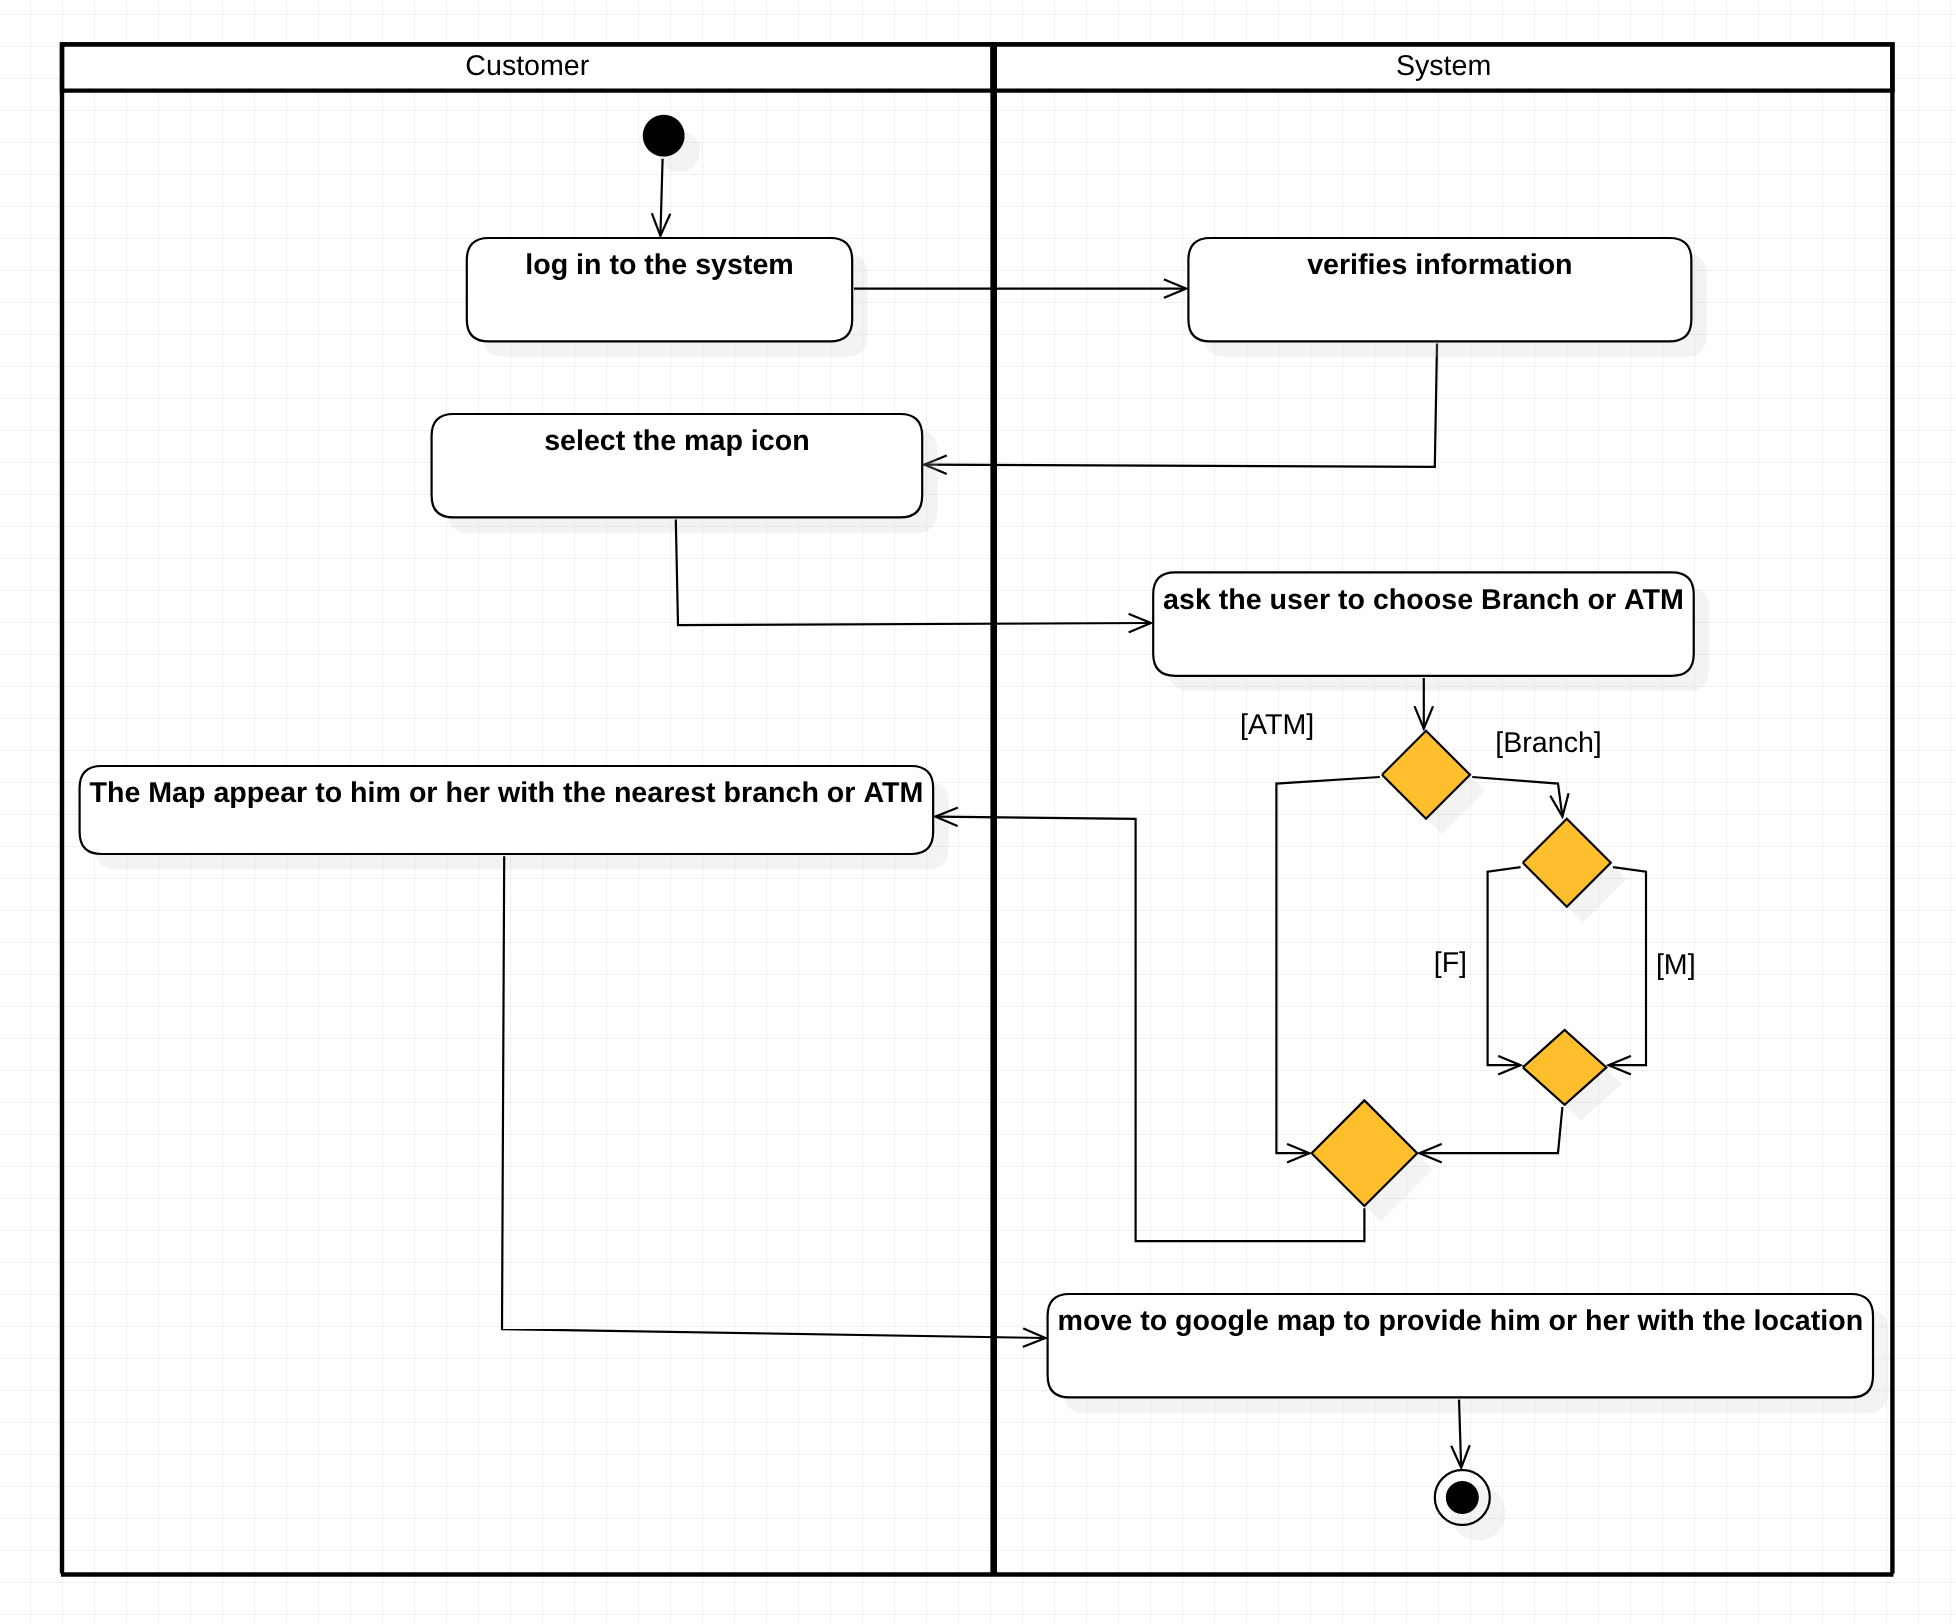 Customer
System
log in to the system
verifies information
select the map icon
ask the user to choose Branch or ATM
[ATM]
[Branch]
The Map appear to him or her with the nearest branch or ATM
[F]
[M]
move to google map to provide him or her with the location